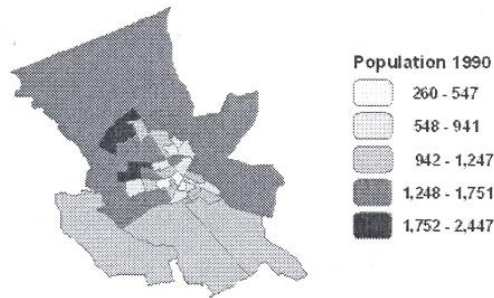 Population 1990
260 - 547
548 - 941
942 - 1,247
1,248 - 1,751
1,752 - 2,447